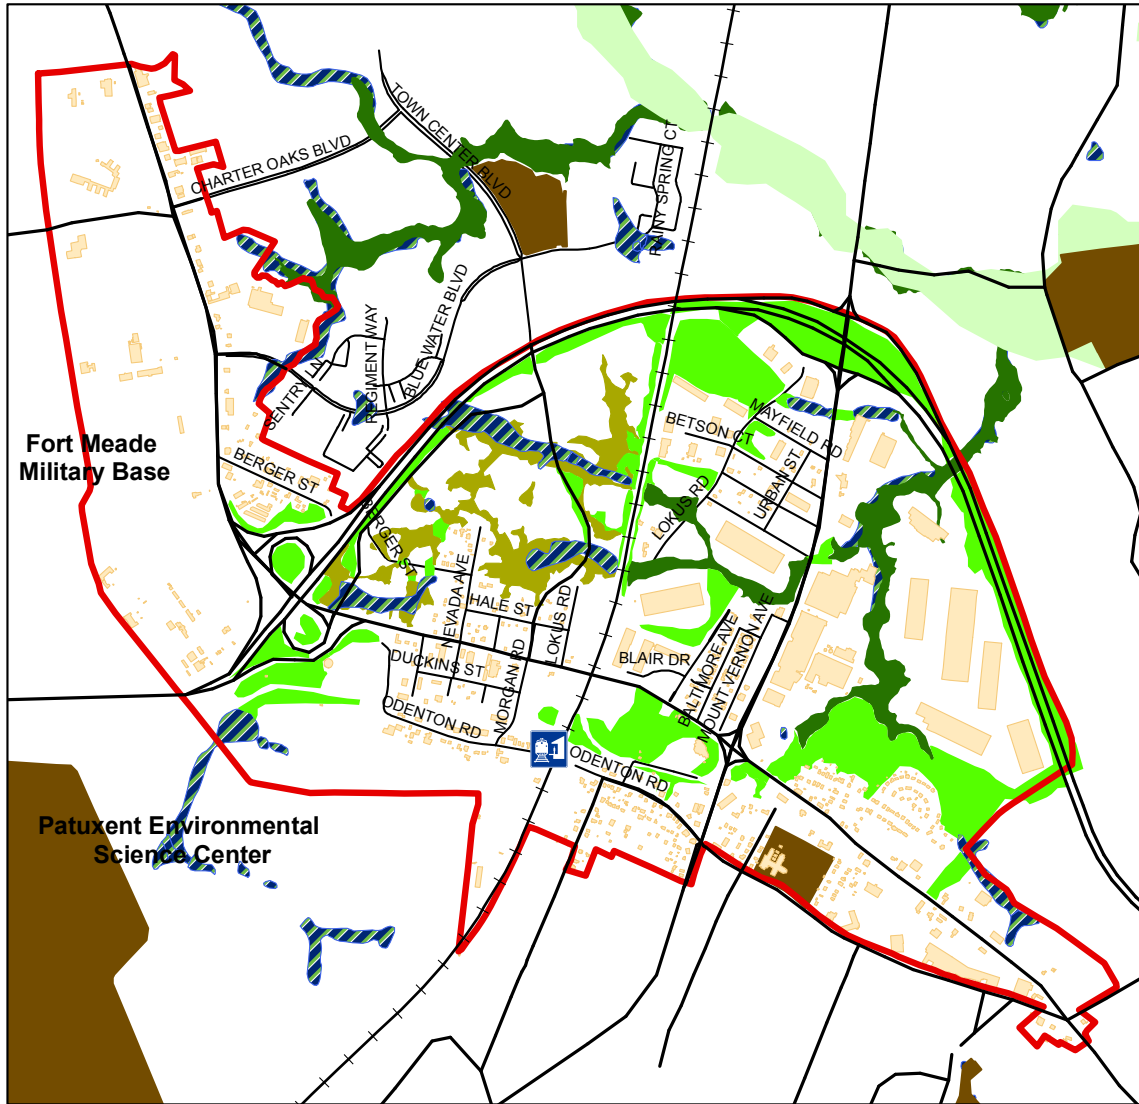 TOWN CENTER BLVD
CHARTER OAKS BLVD
RAINY SPRING CT
BLUE WATER BLVD
REGIMENT WAY
SENTRY LN
MAYFIELD RD
BETSON CT
URBAN ST
LOKUS RD
Fort Meade
Military Base
BERGER ST
BERGER ST
NEVADA AVE
HALE ST
LOKUS RD
MORGAN RD
DUCKINS ST
ODENTON RD
BLAIR DR
BALTIMORE AVE
MOUNT VERNON AVE
ODENTON RD
Patuxent Environmental
Science Center